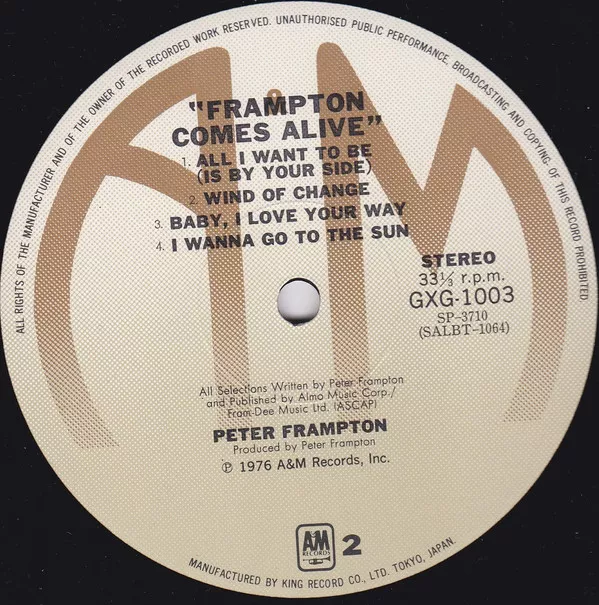 ALL RIGHTS OF THE MANUFACTURER AND OF THE OWNER OF THE RECORDED WORK RESERVED. UNAUTHORISED PUBLIC PERFORMANCE, BROADCASTING AND COPYING OF THIS RECORD PROHIBITED.
"FRAMPTON
COMES ALIVE"
1. ALL I WANT TO BE
(IS BY YOUR SIDE)
2. WIND OF CHANGE
3. BABY, I LOVE YOUR WAY
4. I WANNA GO TO THE SUN
STEREO
33⅓ r.p.m.
GXG-1003
SP-3710
(SALBT-1064)
All Selections Written by Peter Frampton
and Published by Almo Music Corp./
Fram-Dee Music Ltd. (ASCAP)
PETER FRAMPTON
Produced by Peter Frampton
℗ 1976 A&M Records, Inc.
A&M
RECORDS
2
MANUFACTURED BY KING RECORD CO., LTD. TOKYO, JAPAN.